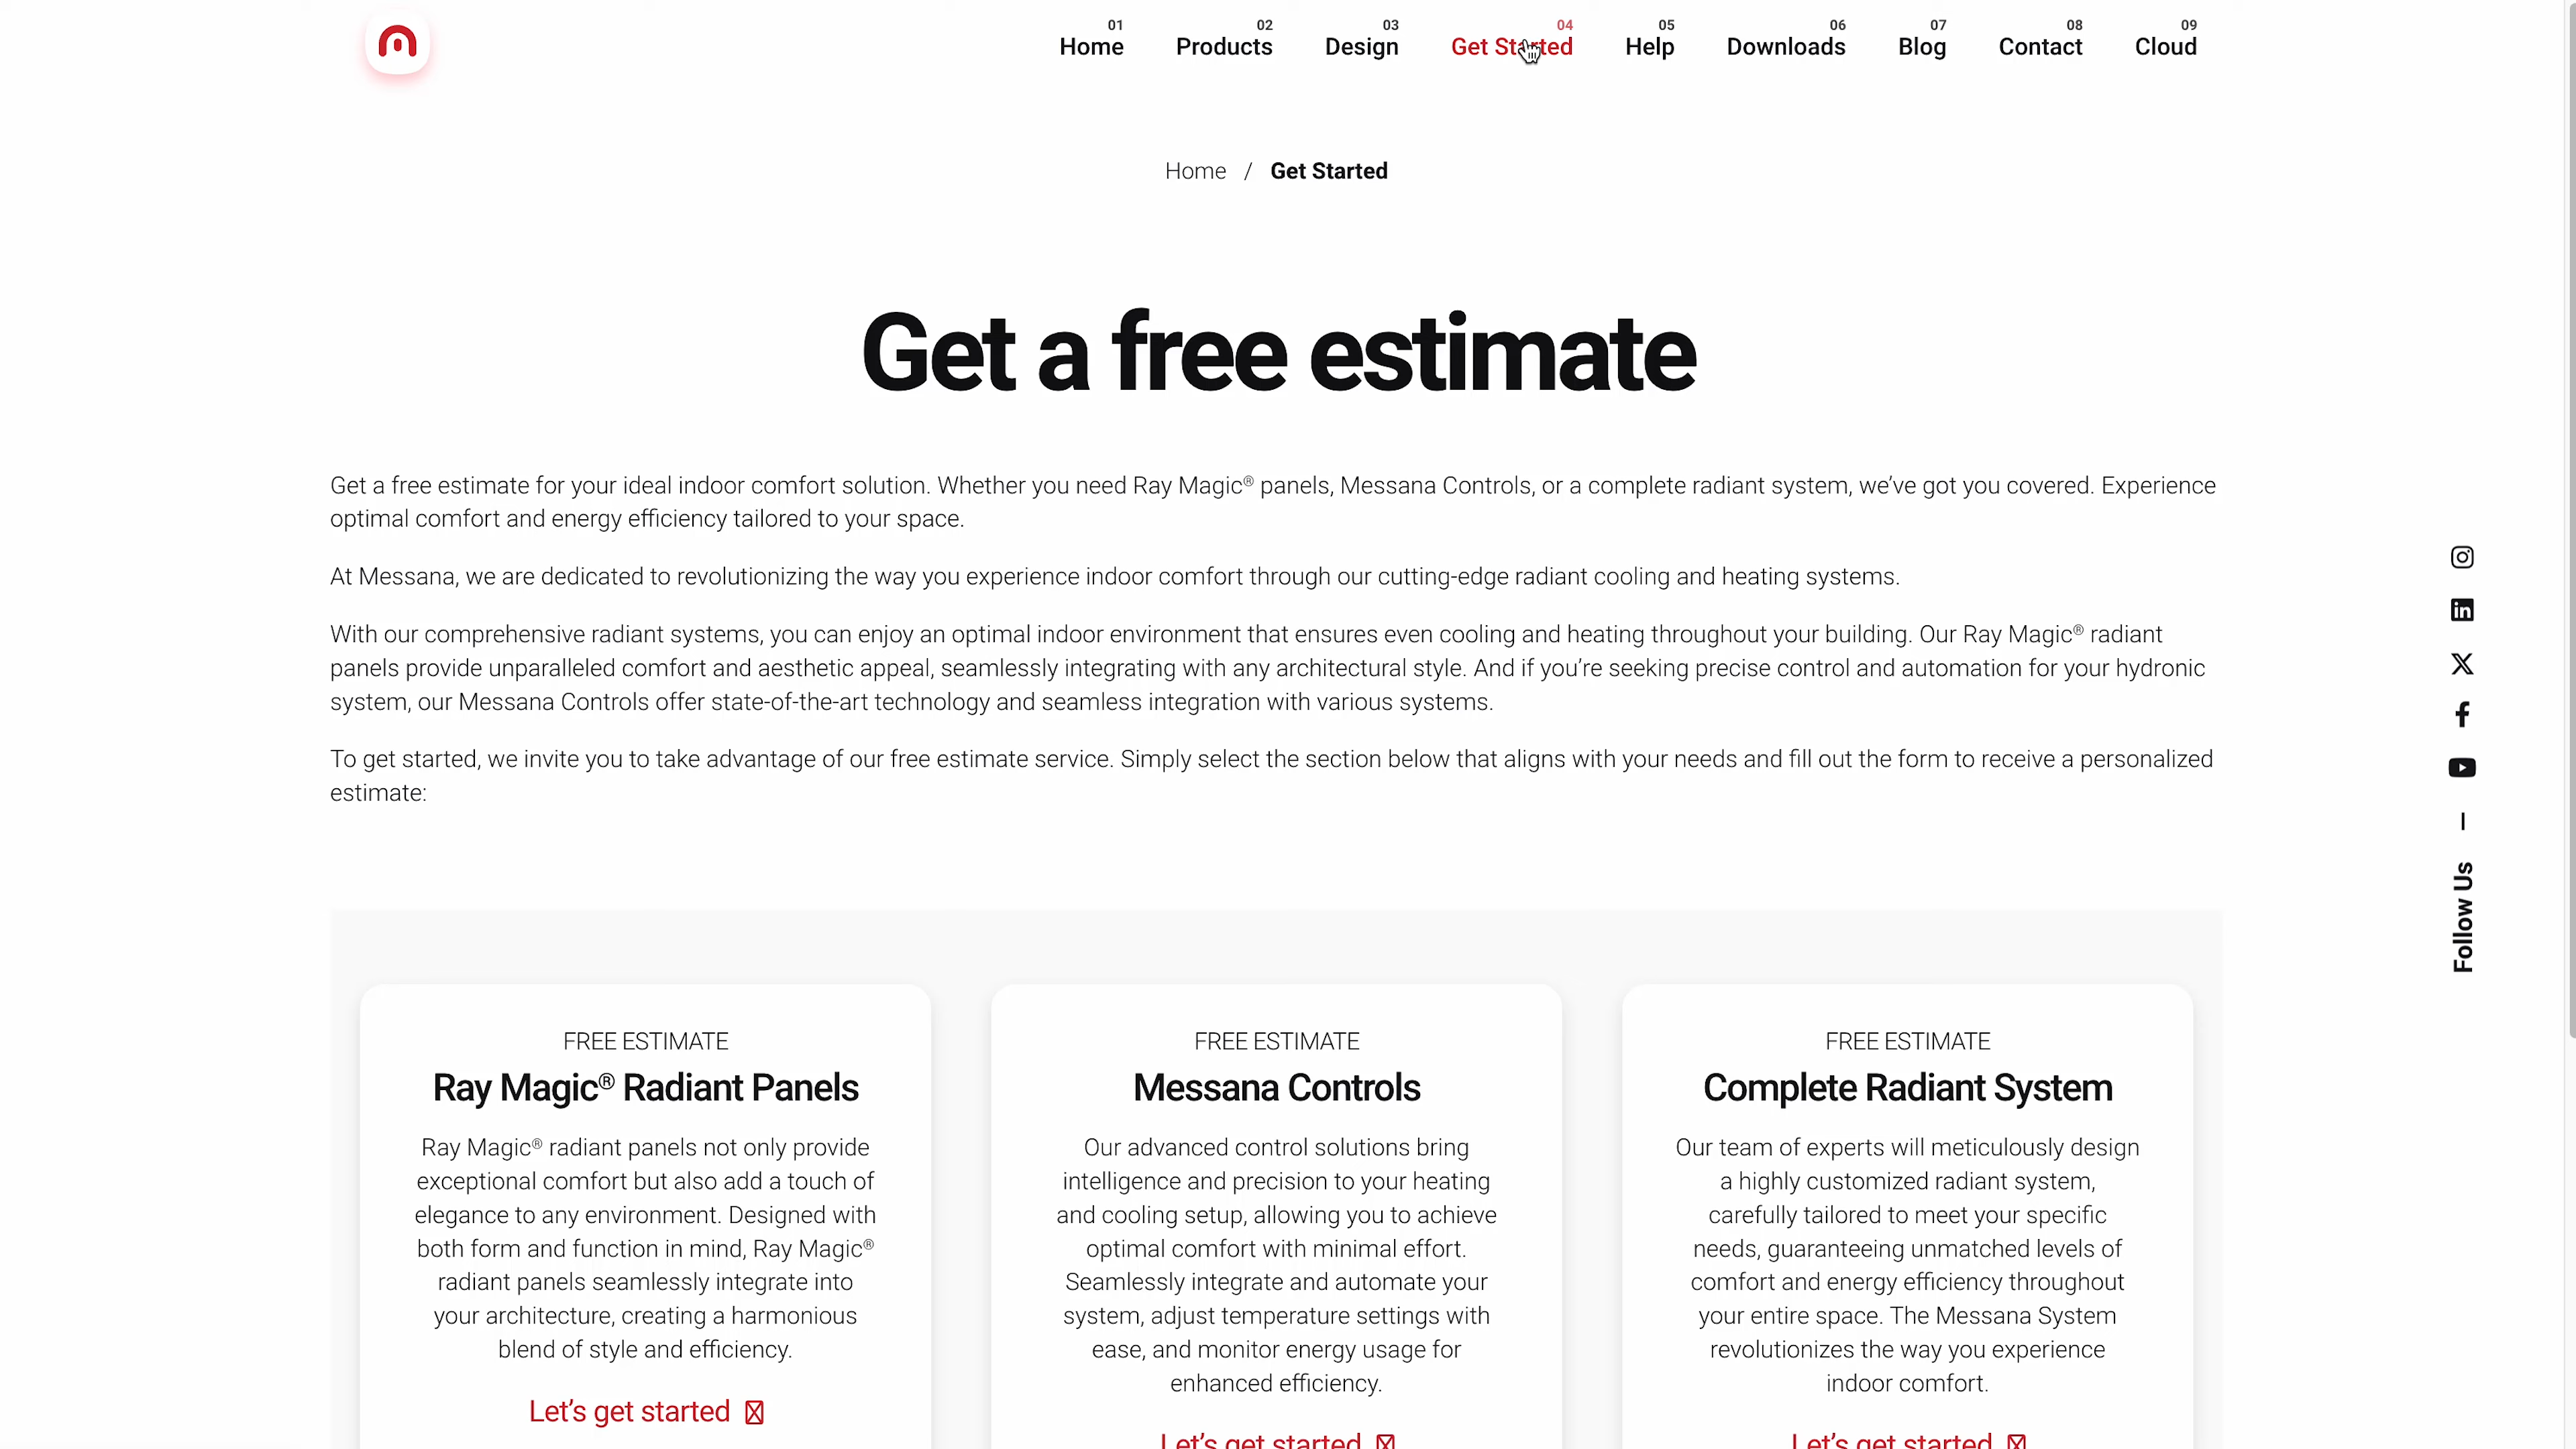 01
Home
02
Products
03
Design
04
Get Started
05
Help
06
Downloads
07
Blog
08
Contact
09
Cloud
Home / Get Started
Get a free estimate
Get a free estimate for your ideal indoor comfort solution. Whether you need Ray Magic® panels, Messana Controls, or a complete radiant system, we’ve got you covered. Experience
optimal comfort and energy efficiency tailored to your space.
At Messana, we are dedicated to revolutionizing the way you experience indoor comfort through our cutting-edge radiant cooling and heating systems.
With our comprehensive radiant systems, you can enjoy an optimal indoor environment that ensures even cooling and heating throughout your building. Our Ray Magic® radiant
panels provide unparalleled comfort and aesthetic appeal, seamlessly integrating with any architectural style. And if you’re seeking precise control and automation for your hydronic
system, our Messana Controls offer state-of-the-art technology and seamless integration with various systems.
To get started, we invite you to take advantage of our free estimate service. Simply select the section below that aligns with your needs and fill out the form to receive a personalized
estimate:
Follow Us
FREE ESTIMATE
Ray Magic® Radiant Panels
Ray Magic® radiant panels not only provide
exceptional comfort but also add a touch of
elegance to any environment. Designed with
both form and function in mind, Ray Magic®
radiant panels seamlessly integrate into
your architecture, creating a harmonious
blend of style and efficiency.
Let’s get started
FREE ESTIMATE
Messana Controls
Our advanced control solutions bring
intelligence and precision to your heating
and cooling setup, allowing you to achieve
optimal comfort with minimal effort.
Seamlessly integrate and automate your
system, adjust temperature settings with
ease, and monitor energy usage for
enhanced efficiency.
Let’s get started
FREE ESTIMATE
Complete Radiant System
Our team of experts will meticulously design
a highly customized radiant system,
carefully tailored to meet your specific
needs, guaranteeing unmatched levels of
comfort and energy efficiency throughout
your entire space. The Messana System
revolutionizes the way you experience
indoor comfort.
Let’s get started